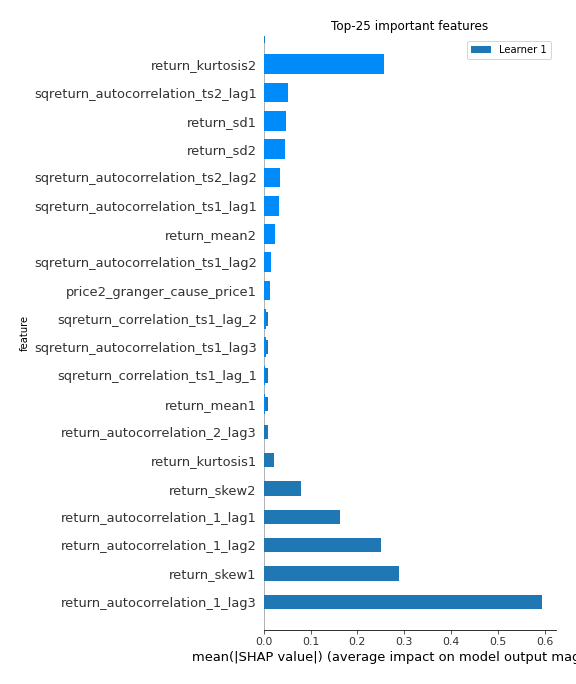 Top-25 important features
Learner 1
return_kurtosis2
sqreturn_autocorrelation_ts2_lag1
return_sd1
return_sd2
sqreturn_autocorrelation_ts2_lag2
sqreturn_autocorrelation_ts1_lag1
return_mean2
sqreturn_autocorrelation_ts1_lag2
price2_granger_cause_price1
sqreturn_correlation_ts1_lag_2
sqreturn_autocorrelation_ts1_lag3
sqreturn_correlation_ts1_lag_1
return_mean1
return_autocorrelation_2_lag3
return_kurtosis1
return_skew2
return_autocorrelation_1_lag1
return_autocorrelation_1_lag2
return_skew1
return_autocorrelation_1_lag3
feature
0.0 0.1 0.2 0.3 0.4 0.5 0.6
mean(|SHAP value|) (average impact on model output mag